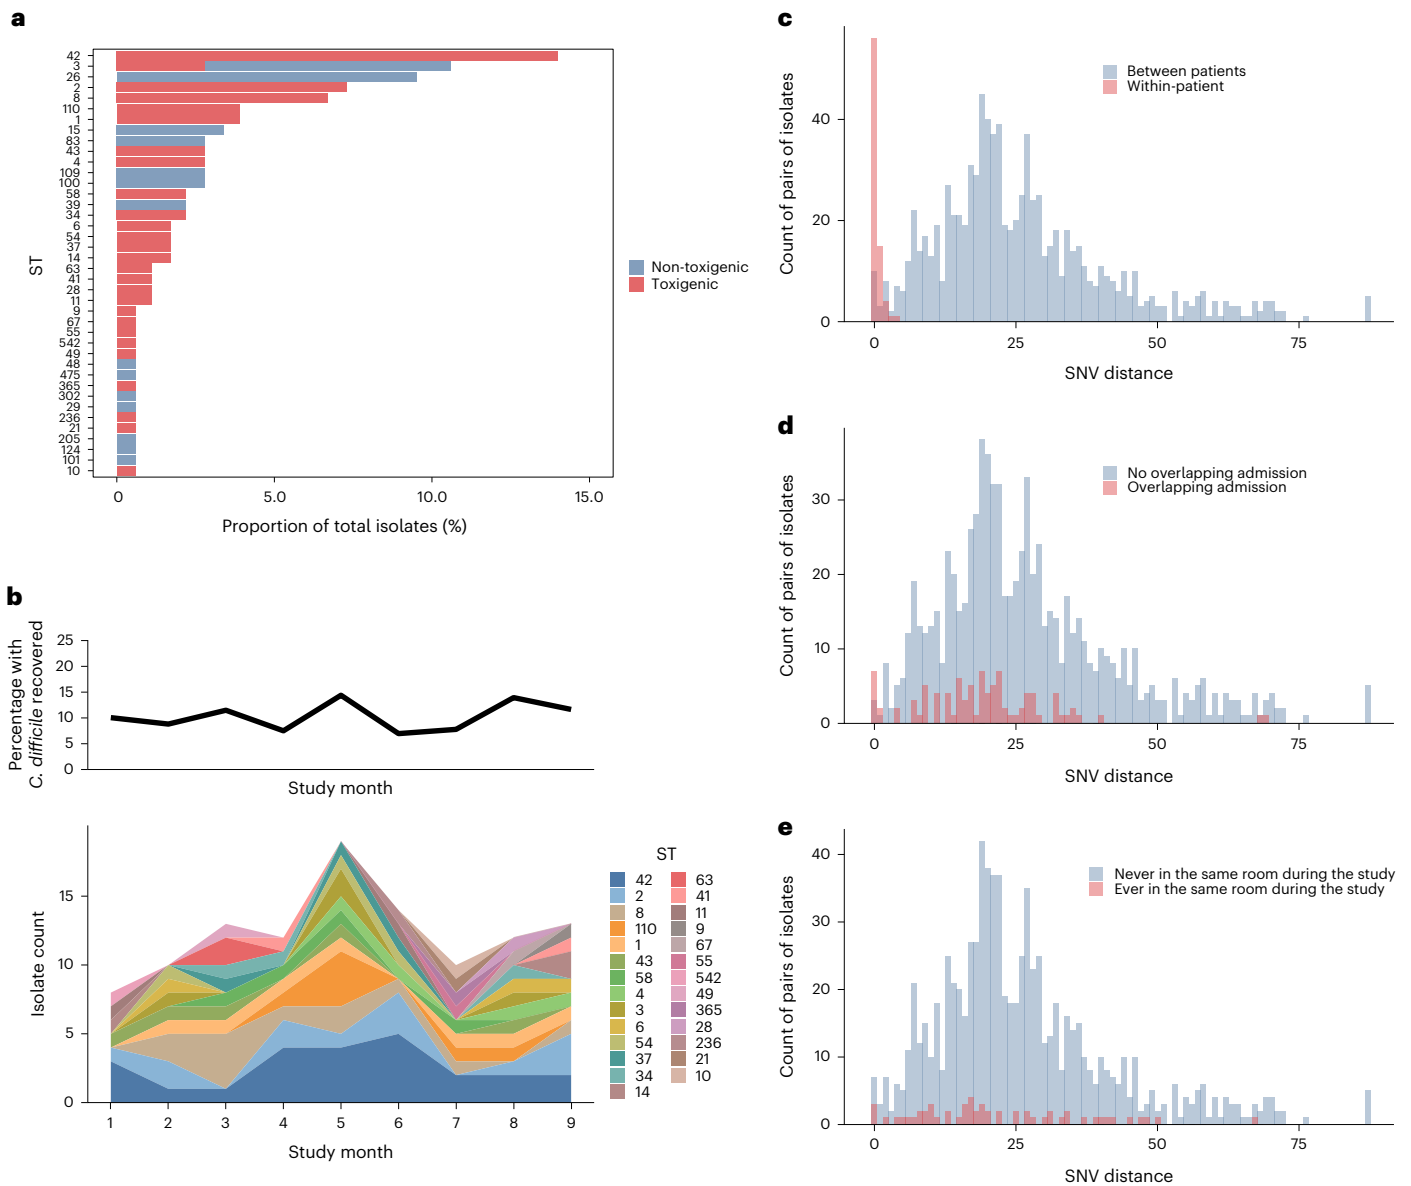 a
42
3
26
2
8
110
1
15
83
43
4
109
100
58
39
34
6
54
37
14
63
41
28
11
9
67
55
542
49
48
475
365
302
29
236
21
205
124
101
10
ST
0 5.0 10.0 15.0
Proportion of total isolates (%)
Non-toxigenic
Toxigenic
b
Percentage with
C. difficile recovered
25
20
15
10
5
0
Study month
Isolate count
15
10
5
0
1 2 3 4 5 6 7 8 9
Study month
ST
42 63
2 41
8 11
110 9
1 67
43 55
58 542
4 49
3 365
6 28
54 236
37 21
34 10
14
c
Count of pairs of isolates
40
20
0
Between patients
Within-patient
0 25 50 75
SNV distance
d
Count of pairs of isolates
30
20
10
0
No overlapping admission
Overlapping admission
0 25 50 75
SNV distance
e
Count of pairs of isolates
40
30
20
10
0
Never in the same room during the study
Ever in the same room during the study
0 25 50 75
SNV distance